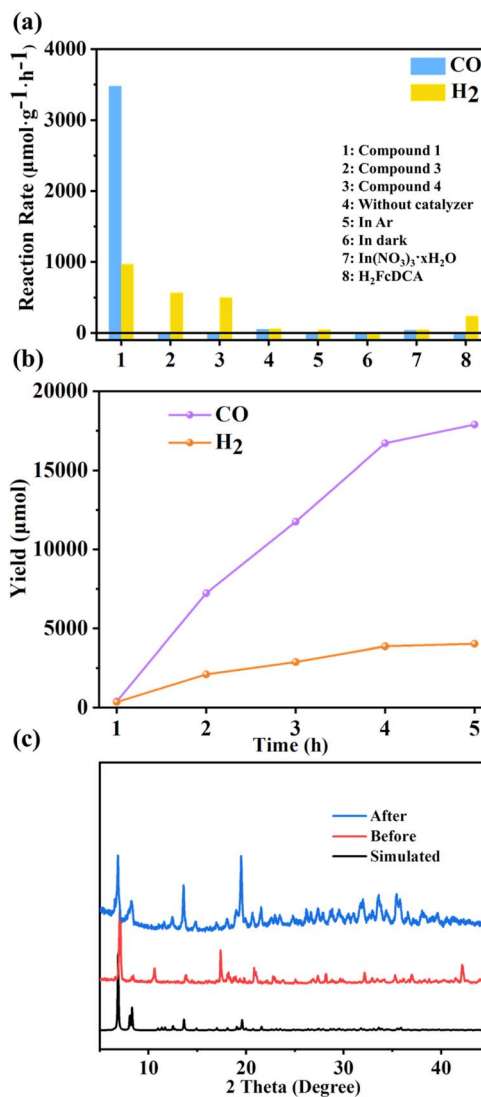 (a)
4000
3000
2000
1000
0
Reaction Rate (μmol·g⁻¹·h⁻¹)
CO
H2
1: Compound 1
2: Compound 3
3: Compound 4
4: Without catalyzer
5: In Ar
6: In dark
7: In(NO₃)₃·xH₂O
8: H₂FcDCA
1 2 3 4 5 6 7 8
(b)
20000
15000
10000
5000
0
Yield (μmol)
CO
H2
1 2 3 4 5
Time (h)
(c)
After
Before
Simulated
10 20 30 40
2 Theta (Degree)